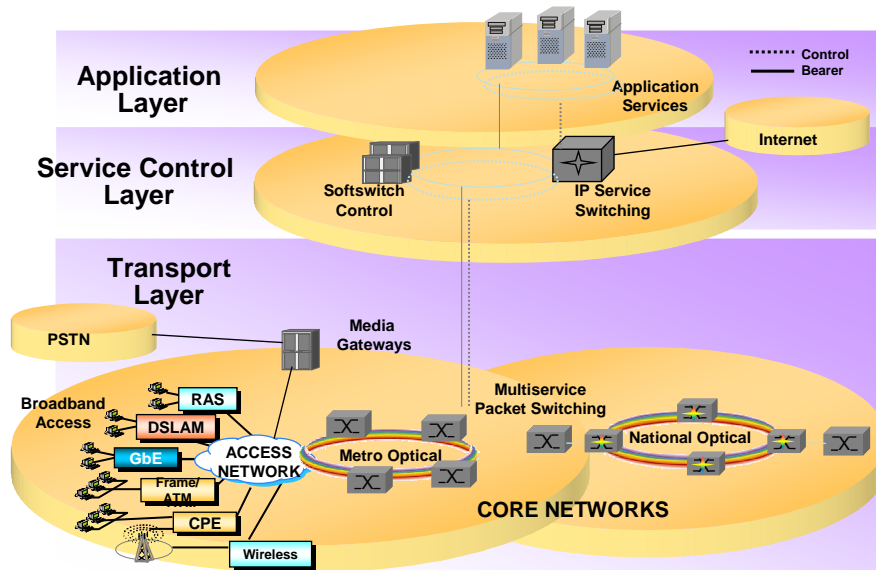 Application
Layer
Application
Services
Control
Bearer
Internet
Service Control
Layer
Softswitch
Control
IP Service
Switching
Transport
Layer
PSTN
Media
Gateways
Broadband
Access
RAS
DSLAM
GbE
Frame/
ATM
CPE
Wireless
ACCESS
NETWORK
Metro Optical
Multiservice
Packet Switching
National Optical
CORE NETWORKS